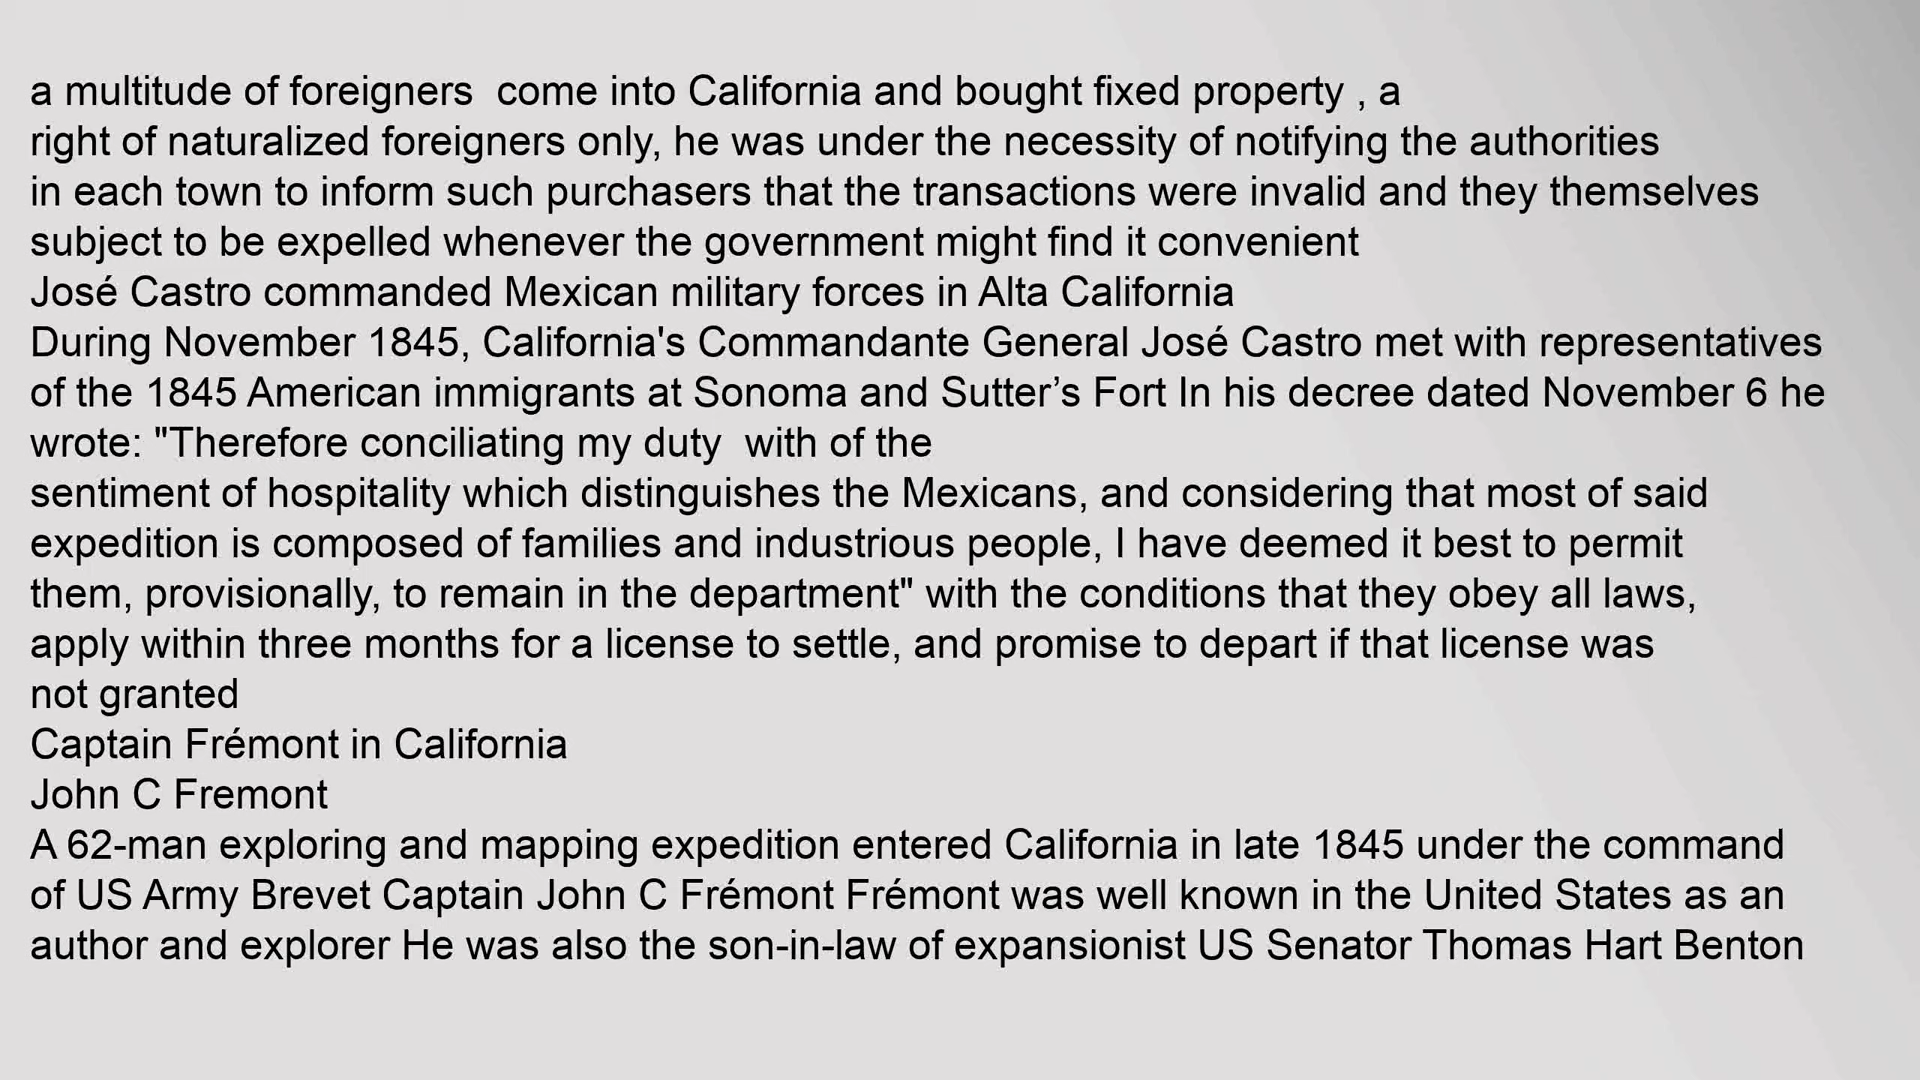 a multitude of foreigners  come into California and bought fixed property , a
right of naturalized foreigners only, he was under the necessity of notifying the authorities
in each town to inform such purchasers that the transactions were invalid and they themselves
subject to be expelled whenever the government might find it convenient
José Castro commanded Mexican military forces in Alta California
During November 1845, California's Commandante General José Castro met with representatives
of the 1845 American immigrants at Sonoma and Sutter’s Fort In his decree dated November 6 he
wrote: "Therefore conciliating my duty  with of the
sentiment of hospitality which distinguishes the Mexicans, and considering that most of said
expedition is composed of families and industrious people, I have deemed it best to permit
them, provisionally, to remain in the department" with the conditions that they obey all laws,
apply within three months for a license to settle, and promise to depart if that license was
not granted
Captain Frémont in California
John C Fremont
A 62-man exploring and mapping expedition entered California in late 1845 under the command
of US Army Brevet Captain John C Frémont Frémont was well known in the United States as an
author and explorer He was also the son-in-law of expansionist US Senator Thomas Hart Benton